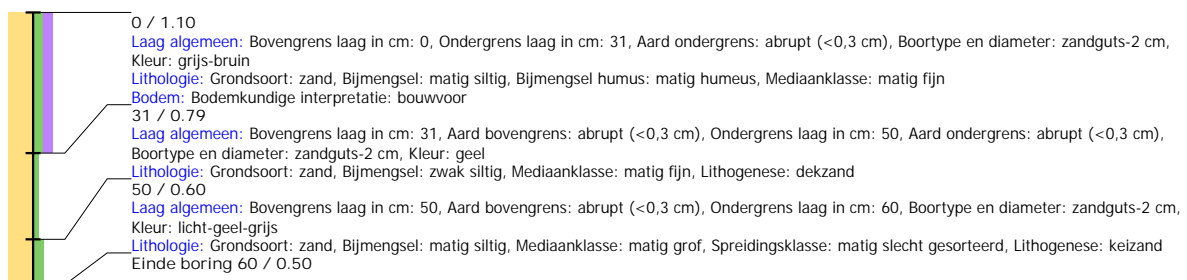 0 / 1.10
Laag algemeen: Bovengrens laag in cm: 0, Ondergrens laag in cm: 31, Aard ondergrens: abrupt (<0,3 cm), Boortype en diameter: zandguts-2 cm,
Kleur: grijs-bruin
Lithologie: Grondsoort: zand, Bijmengsel: matig siltig, Bijmengsel humus: matig humeus, Mediaanklasse: matig fijn
Bodem: Bodemkundige interpretatie: bouwvoor
31 / 0.79
Laag algemeen: Bovengrens laag in cm: 31, Aard bovengrens: abrupt (<0,3 cm), Ondergrens laag in cm: 50, Aard ondergrens: abrupt (<0,3 cm),
Boortype en diameter: zandguts-2 cm, Kleur: geel
Lithologie: Grondsoort: zand, Bijmengsel: zwak siltig, Mediaanklasse: matig fijn, Lithogenese: dekzand
50 / 0.60
Laag algemeen: Bovengrens laag in cm: 50, Aard bovengrens: abrupt (<0,3 cm), Ondergrens laag in cm: 60, Boortype en diameter: zandguts-2 cm,
Kleur: licht-geel-grijs
Lithologie: Grondsoort: zand, Bijmengsel: matig siltig, Mediaanklasse: matig grof, Spreidingsklasse: matig slecht gesorteerd, Lithogenese: keizand
Einde boring 60 / 0.50